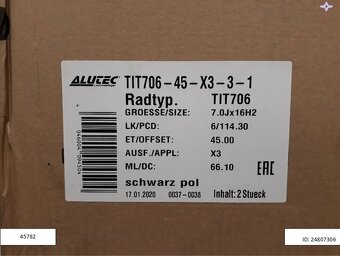 ALUTEC TIT706-45-X3-3-1
Radtyp. TIT706
GROESSE/SIZE: 7.0Jx16H2
LK/PCD: 6/114.30
ET/OFFSET: 45.00
AUSF./APPL: X3
ML/DC: 66.10
EAC
schwarz pol
17.01.2020 0037-0038 Inhalt: 2 Stueck
45782
ID: 24807306